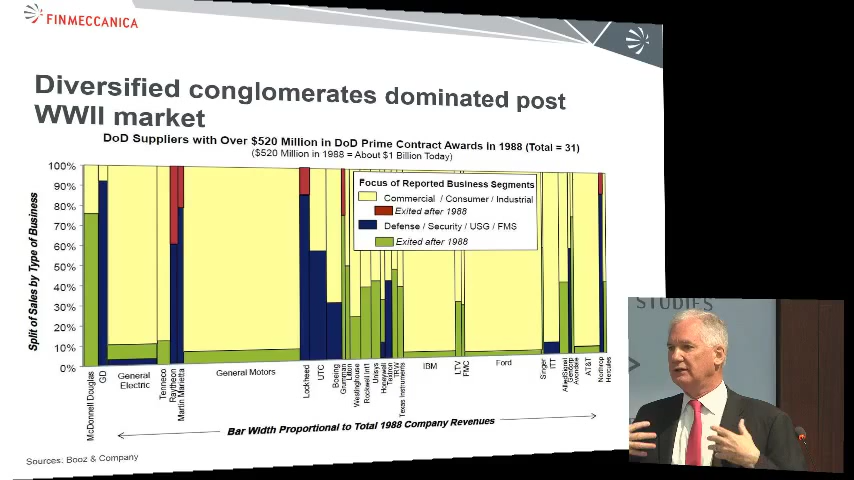 FINMECCANICA
Diversified conglomerates dominated post
WWII market
DoD Suppliers with Over $520 Million in DoD Prime Contract Awards in 1988 (Total = 31)
($520 Million in 1988 = About $1 Billion Today)
Split of Sales by Type of Business
100%
90%
80%
70%
60%
50%
40%
30%
20%
10%
0%
Focus of Reported Business Segments
Commercial / Consumer / Industrial
Exited after 1988
Defense / Security / USG / FMS
Exited after 1988
McDonnell Douglas
GD
General
Electric
Tenneco
Raytheon
Martin Marietta
General Motors
Lockheed
UTC
Boeing
Grumman
Litton
Westinghouse
Rockwell Int'l
Unisys
Honeywell
Textron
TRW
Texas Instruments
IBM
LTV
FMC
Ford
Singer
ITT
AlliedSignal
Gencorp
Avondale
AT&T
Northrop
Hercules
Bar Width Proportional to Total 1988 Company Revenues
Sources: Booz & Company
STUDIES